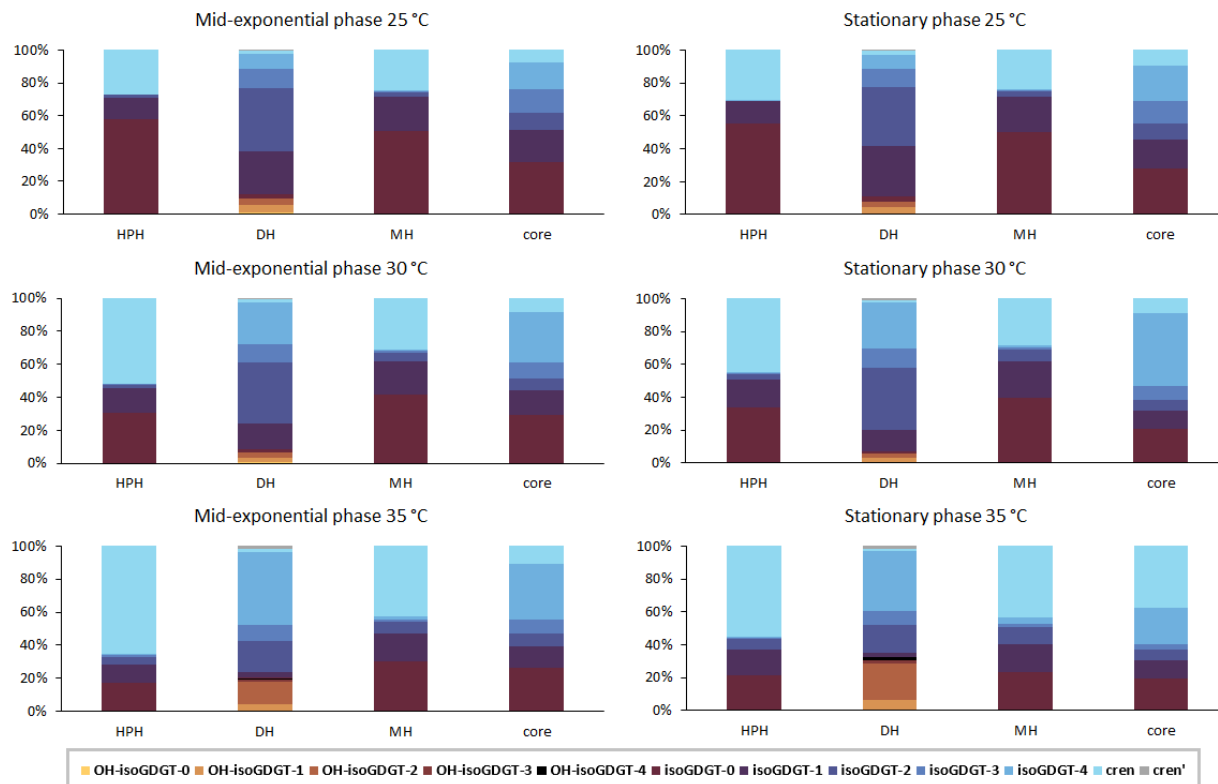 Mid-exponential phase 25 °C
100%
80%
60%
40%
20%
0%
HPH DH MH core
Stationary phase 25 °C
100%
80%
60%
40%
20%
0%
HPH DH MH core
Mid-exponential phase 30 °C
100%
80%
60%
40%
20%
0%
HPH DH MH core
Stationary phase 30 °C
100%
80%
60%
40%
20%
0%
HPH DH MH core
Mid-exponential phase 35 °C
100%
80%
60%
40%
20%
0%
HPH DH MH core
Stationary phase 35 °C
100%
80%
60%
40%
20%
0%
HPH DH MH core
OH-isoGDGT-0 OH-isoGDGT-1 OH-isoGDGT-2 OH-isoGDGT-3 OH-isoGDGT-4 isoGDGT-0 isoGDGT-1 isoGDGT-2 isoGDGT-3 isoGDGT-4 cren cren'